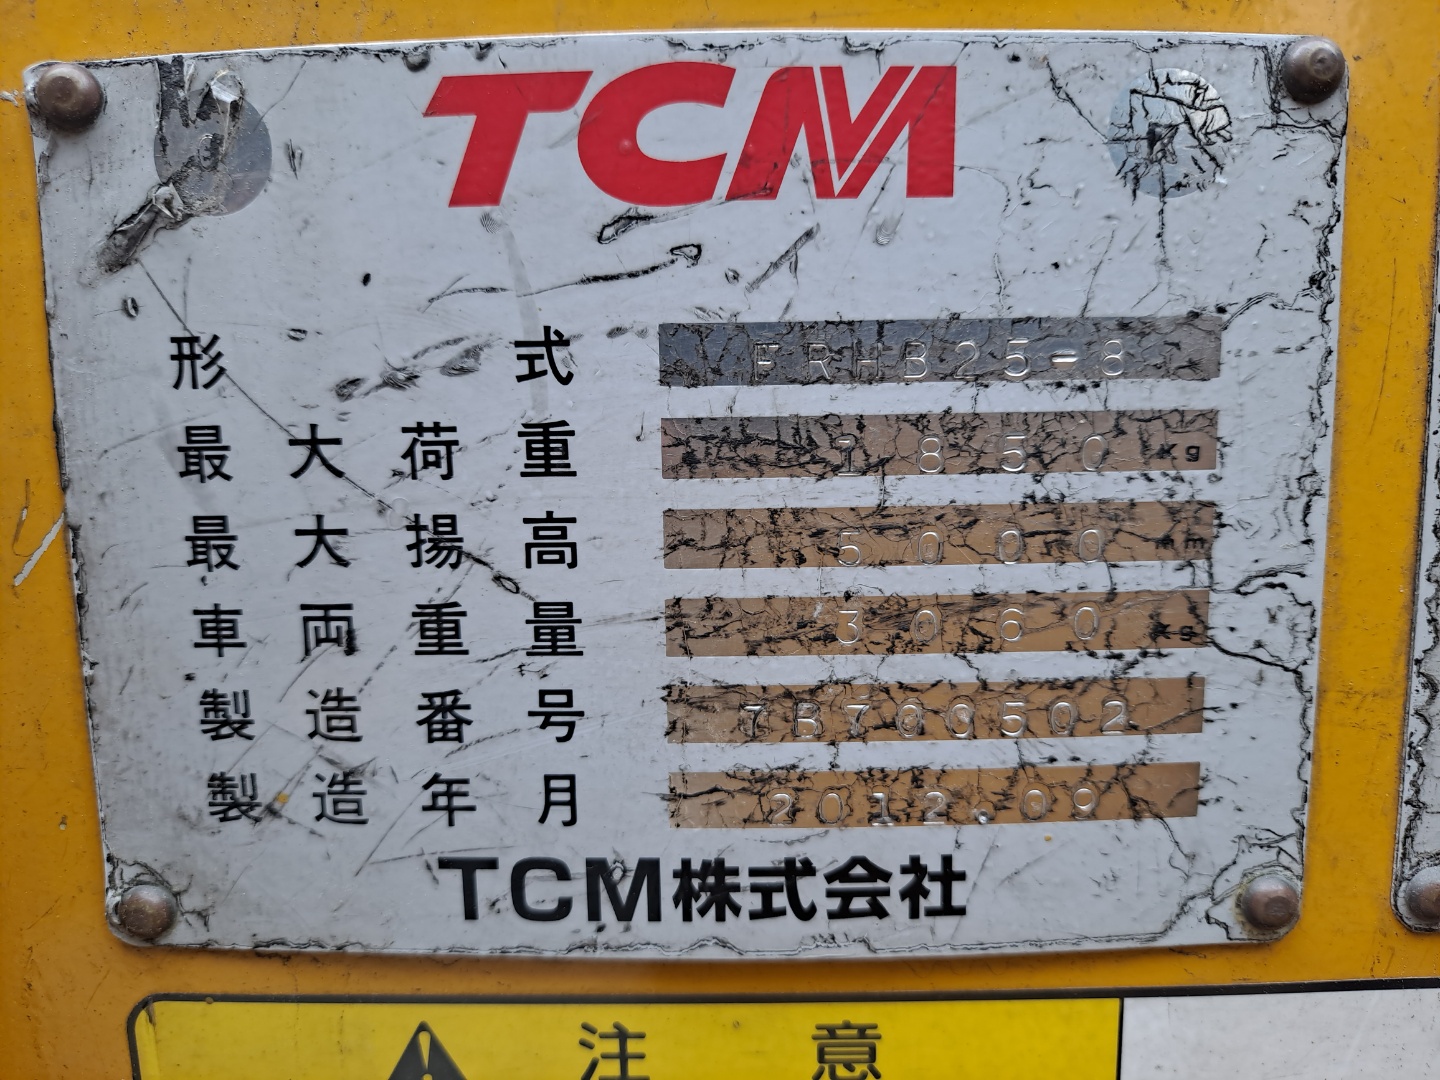 TCM
形式 FRHB25-8
最大荷重 1850 kg
最大揚高 5000 mm
車両重量 3060 kg
製造番号 7B700502
製造年月 2012.09
TCM株式会社
注意